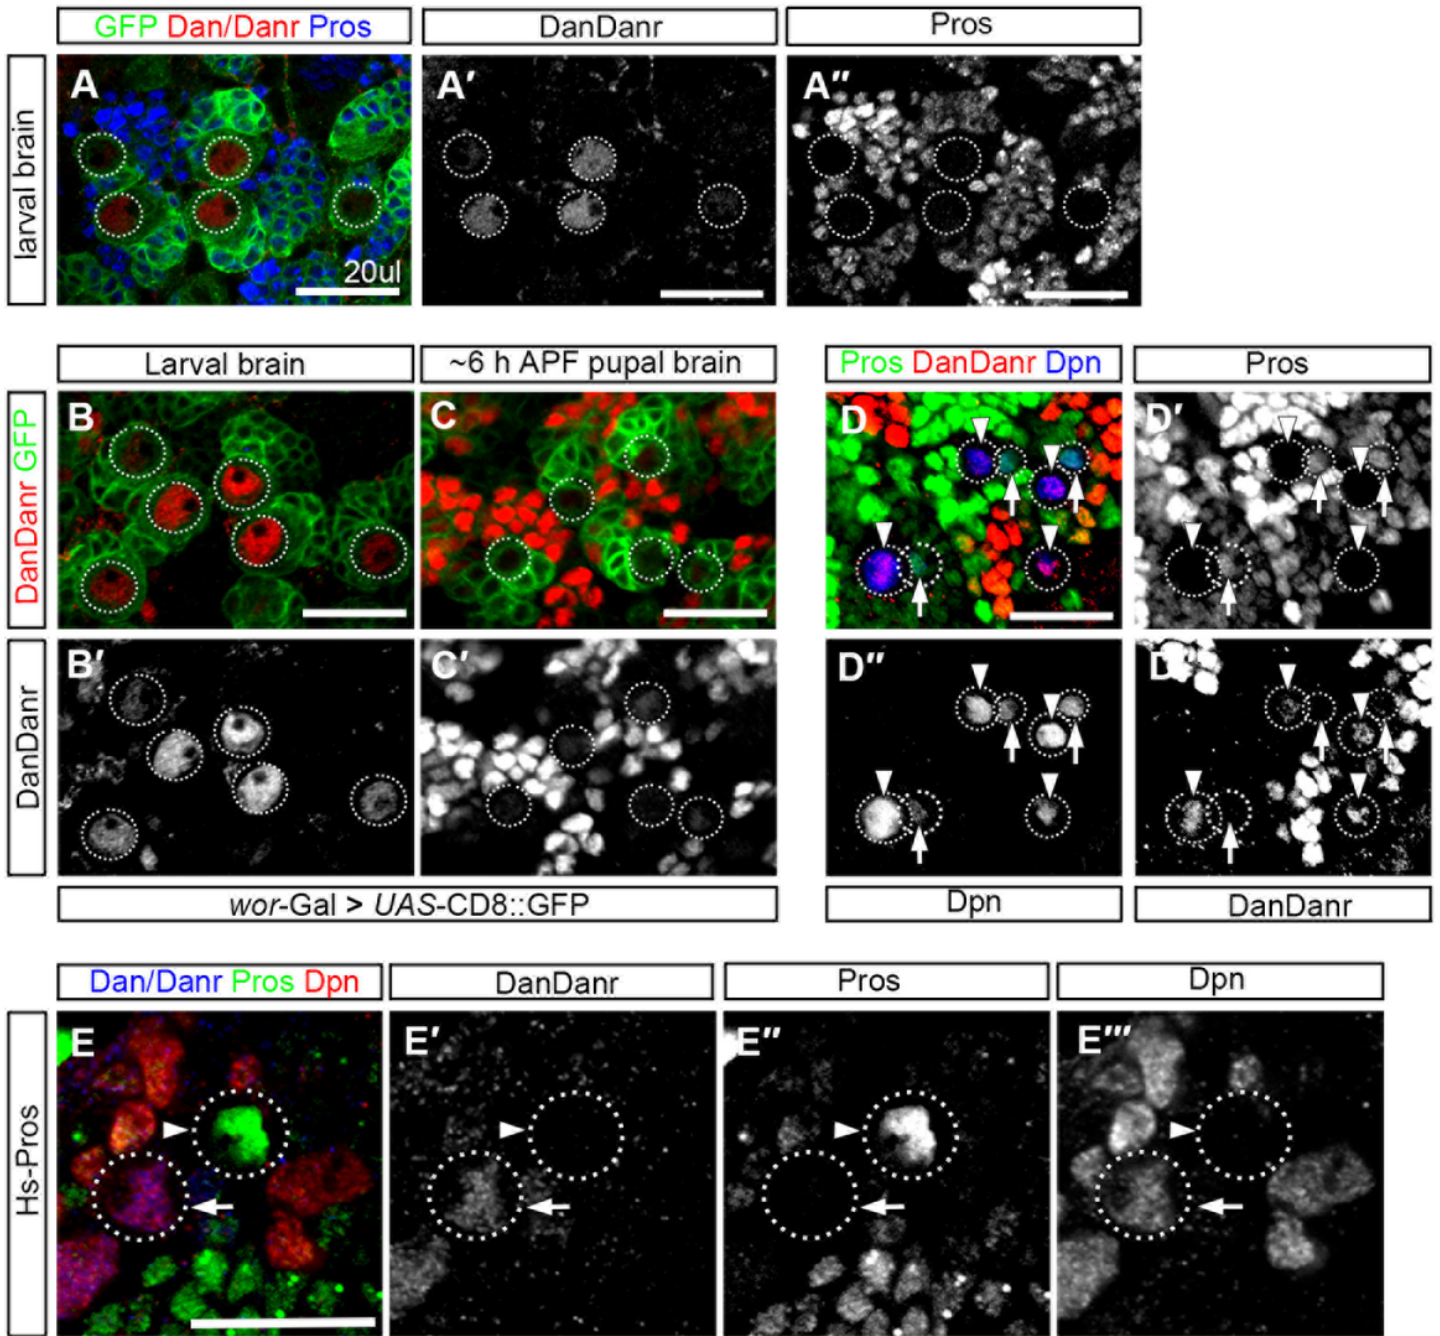 GFP Dan/Danr Pros
DanDanr
Pros
larval brain
A
20ul
A′
A″
Larval brain
~6 h APF pupal brain
Pros DanDanr Dpn
Pros
DanDanr GFP
B
C
D
D′
DanDanr
B′
C′
D″
D
wor-Gal > UAS-CD8::GFP
Dpn
DanDanr
Dan/Danr Pros Dpn
DanDanr
Pros
Dpn
Hs-Pros
E
E′
E″
E‴